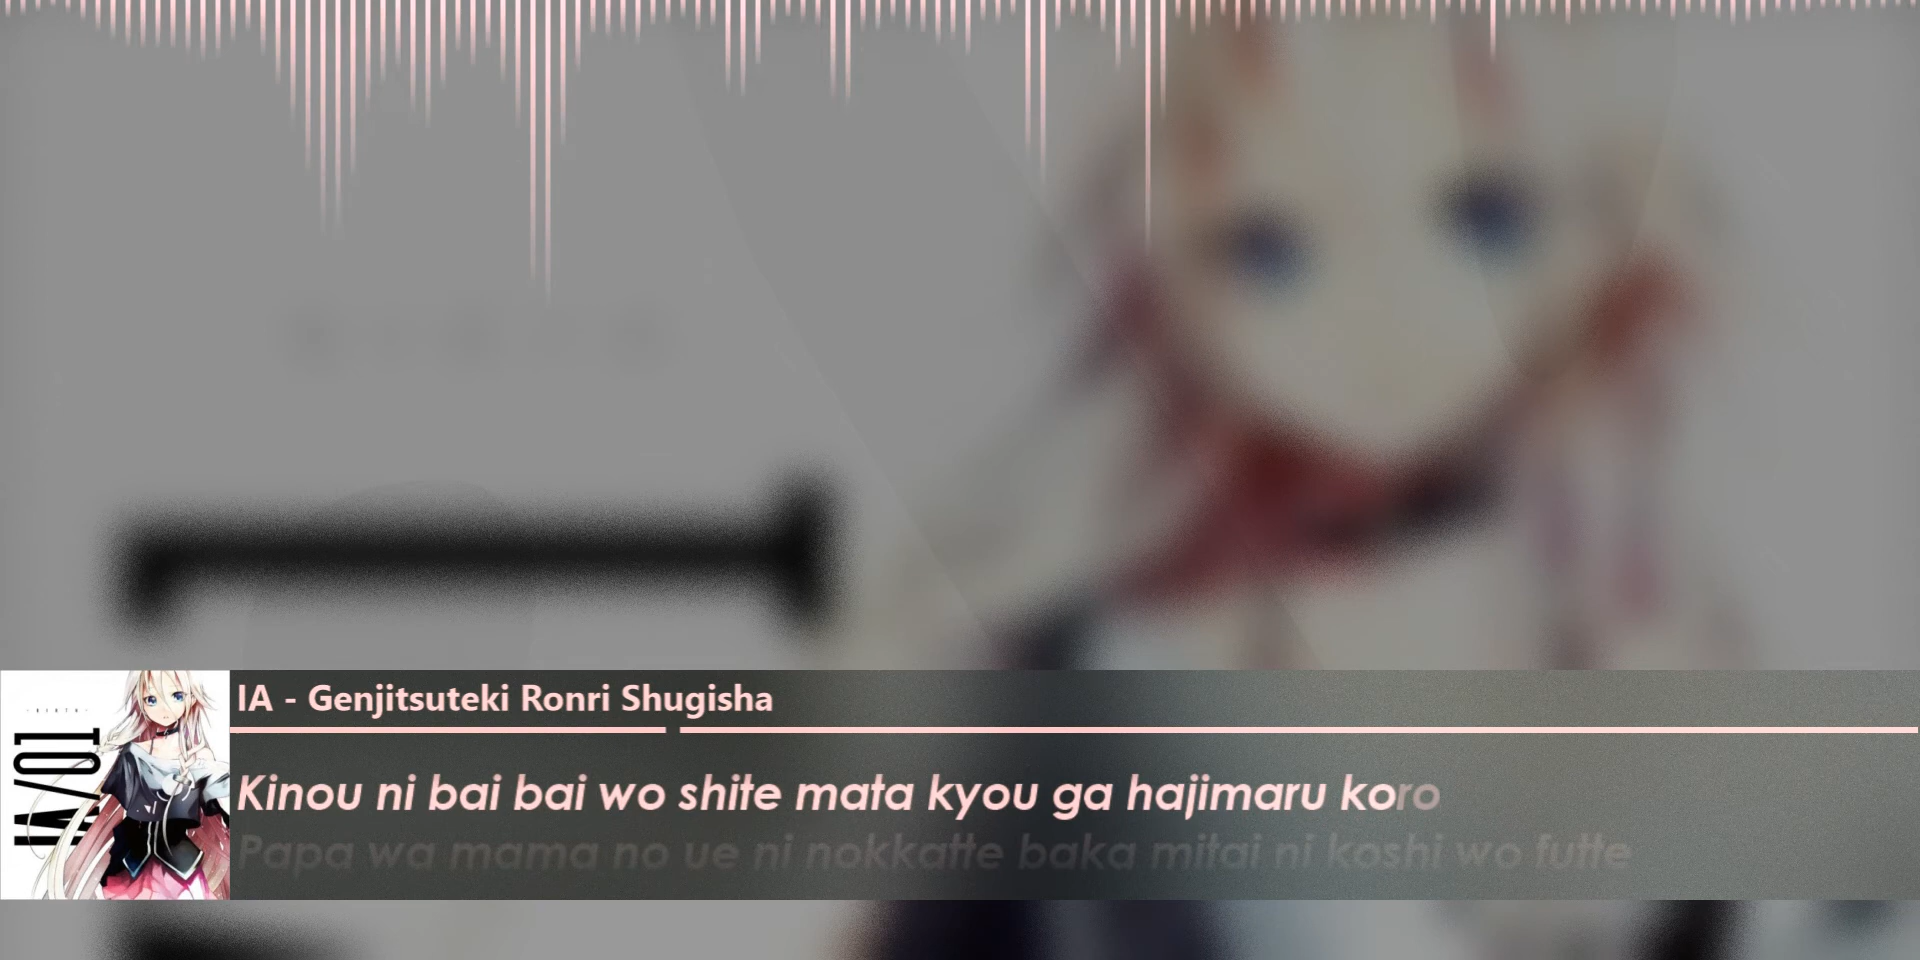 IA - Genjitsuteki Ronri Shugisha
- BIRTH -
IA/01
Kinou ni bai bai wo shite mata kyou ga hajimaru koro
Papa wa mama no ue ni nokkatte baka mitai ni koshi wo futte